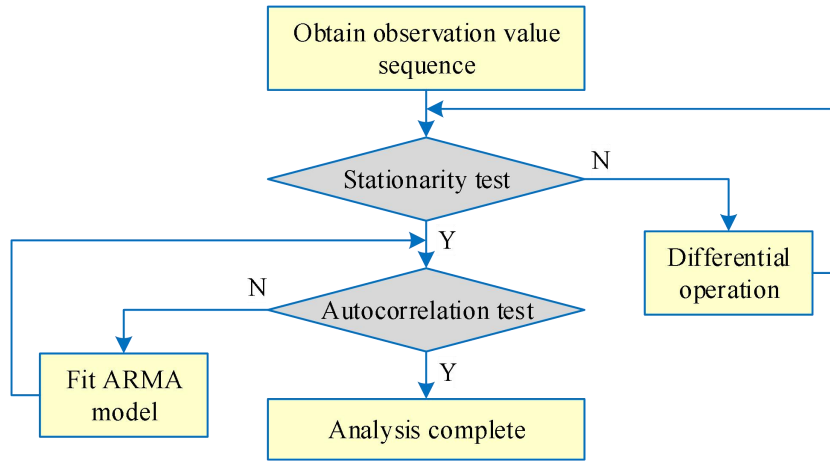 Obtain observation value
sequence
Stationarity test
N
Y
Differential
operation
N
Autocorrelation test
Y
Fit ARMA
model
Analysis complete